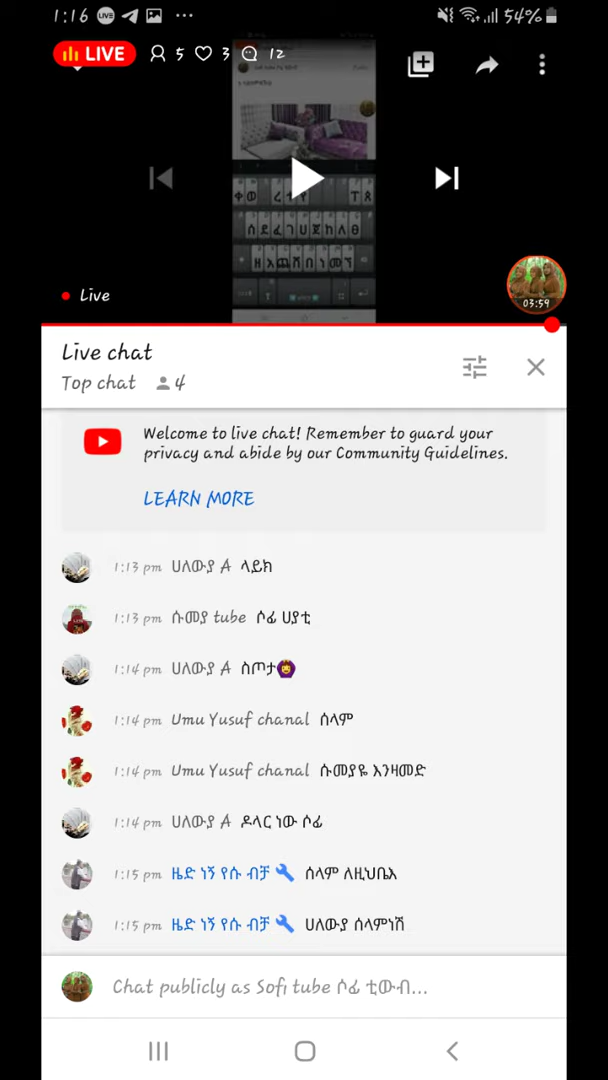 1:16 LIVE 54%
LIVE 5 3 12
Live
03:59
Live chat
Top chat 4
Welcome to live chat! Remember to guard your
privacy and abide by our Community Guidelines.
LEARN MORE
1:13 pm ሀለውያ A ላይክ
1:13 pm ሱመያ tube ሶፊ ሀያቲ
1:14 pm ሀለውያ A ስጦታ🙆
1:14 pm Umu Yusuf chanal ሰላም
1:14 pm Umu Yusuf chanal ሱመያዬ እንዛመድ
1:14 pm ሀለውያ A ዶላር ነው ሶፊ
1:15 pm ዜድ ነኝ የሱ ብቻ 🔧 ሰላም ለዚህቤእ
1:15 pm ዜድ ነኝ የሱ ብቻ 🔧 ሀለውያ ሰላምነሽ
Chat publicly as Sofi tube ሶፊ ቲውብ...